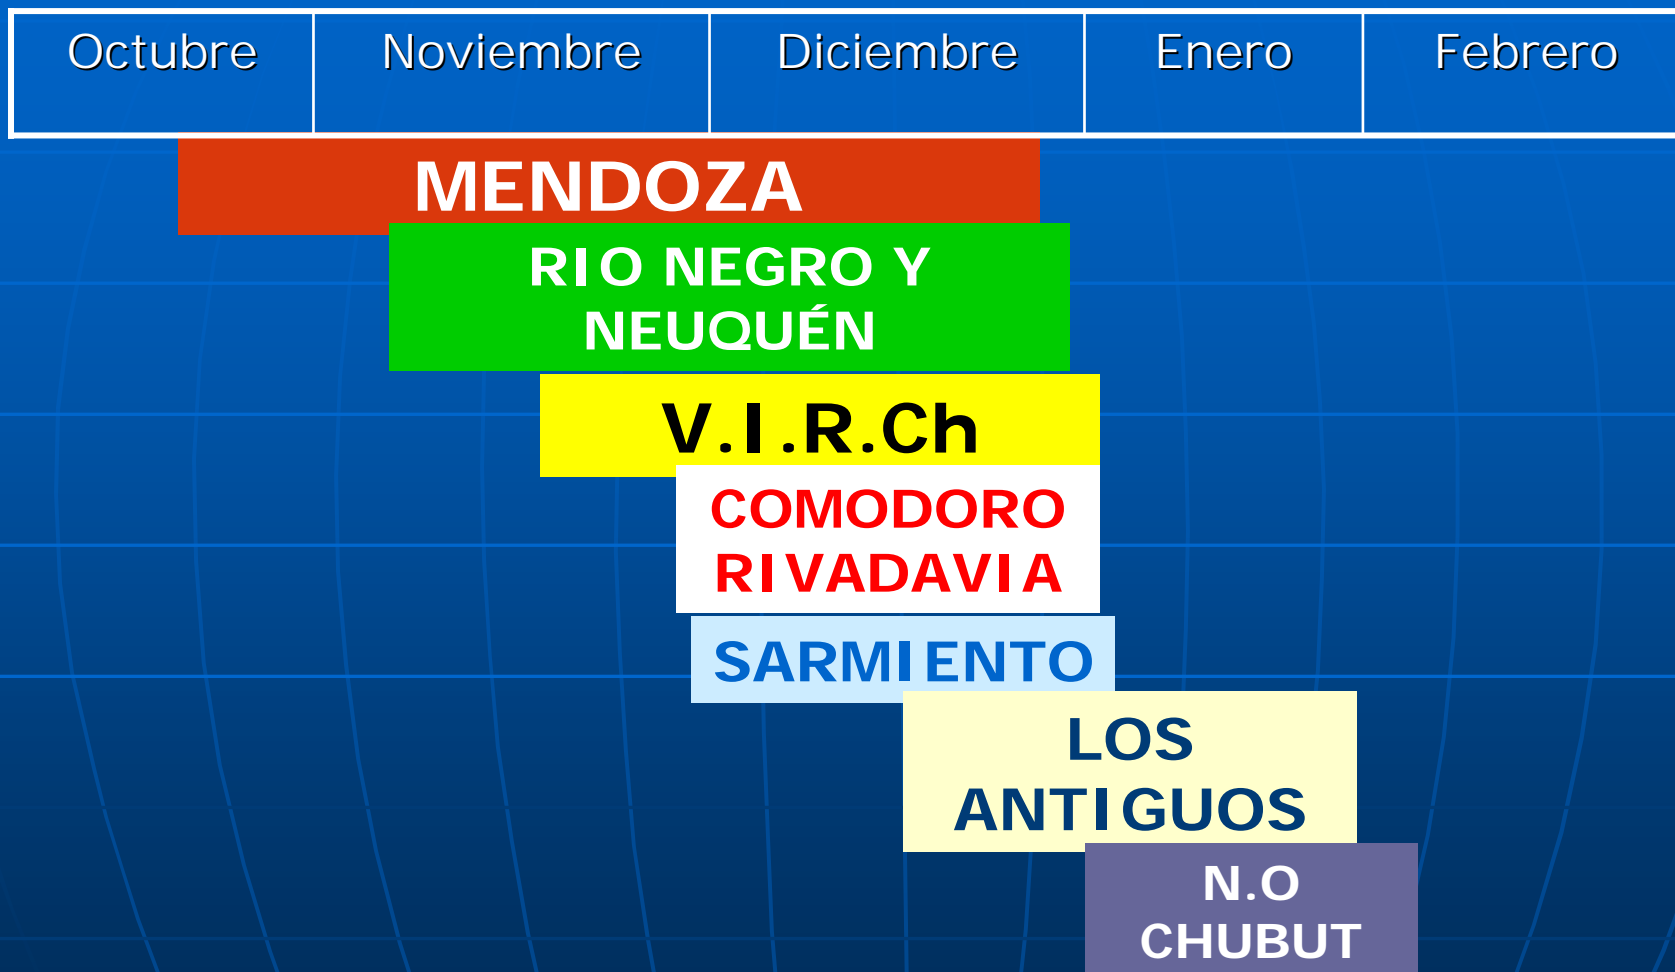 Octubre Noviembre Diciembre Enero Febrero
MENDOZA
RIO NEGRO Y
NEUQUÉN
V.I.R.Ch
COMODORO
RIVADAVIA
SARMIENTO
LOS
ANTIGUOS
N.O
CHUBUT